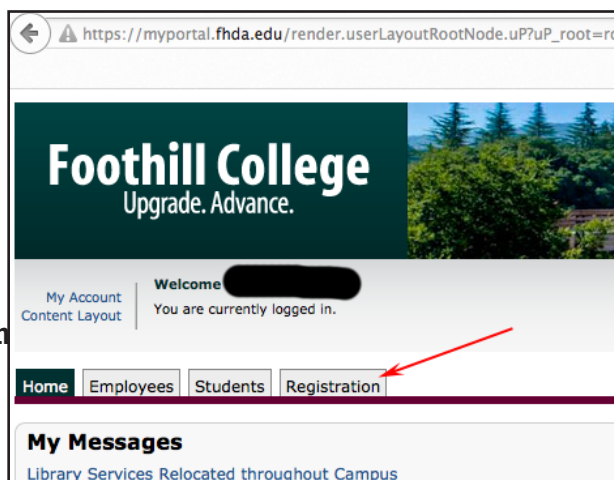 https://myportal.fhda.edu/render.userLayoutRootNode.uP?uP_root=r
Foothill College
Upgrade. Advance.
My Account
Content Layout
Welcome
You are currently logged in.
Home Employees Students Registration
My Messages
Library Services Relocated throughout Campus